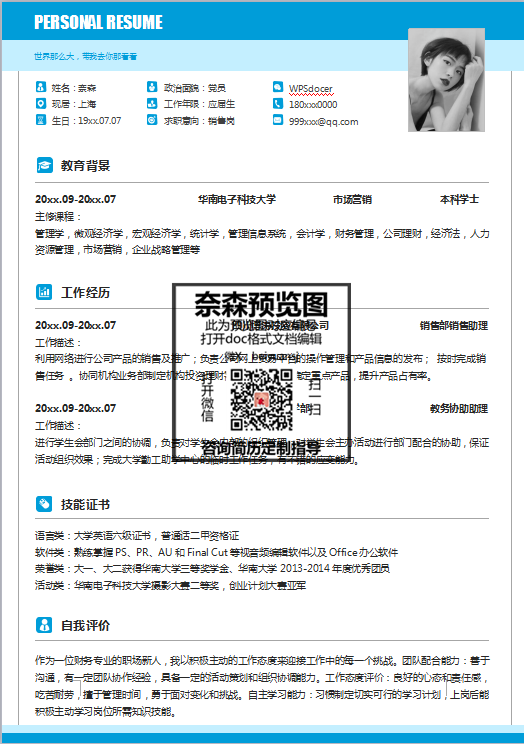 PERSONAL RESUME
世界那么大,带我去你那看看
姓名:奈森 政治面貌:党员 WPSdocer
现居:上海 工作年限:应届生 180xxx0000
生日:19xx.07.07 求职意向:销售岗 999xxx@qq.com
教育背景
20xx.09-20xx.07 华南电子科技大学 市场营销 本科学士
主修课程:
管理学,微观经济学,宏观经济学,统计学,管理信息系统,会计学,财务管理,公司理财,经济法,人力
资源管理,市场营销,企业战略管理等
工作经历
奈森预览图
20xx.09-20xx.07 公司 销售部销售助理
打开doc格式文档编辑
工作描述:
利用网络进行公司产品的销售及推广;负责公司网上 的操作管理和产品信息的发布; 按时完成销
售任务 。协同机构业务部制定机构投资理财 定重点产品,提升产品占有率。
打开微信
扫一扫
20xx.09-20xx.07 教务协助助理
工作描述:
进行学生会部门之间的协调,负责对学生 对学生会主办活动进行部门配合的协助,保证
咨询简历定制指导
活动组织效果;完成大学勤工助学中心的临时工作任务,有不错的应变能力。
技能证书
语言类:大学英语六级证书,普通话二甲资格证
软件类:熟练掌握 PS、PR、AU 和 Final Cut 等视音频编辑软件以及 Office 办公软件
荣誉类:大一、大二获得华南大学三等奖学金、华南大学 2013-2014 年度优秀团员
活动类:华南电子科技大学摄影大赛二等奖,创业计划大赛亚军
自我评价
作为一位财务专业的职场新人,我以积极主动的工作态度来迎接工作中的每一个挑战。团队配合能力:善于
沟通,有一定团队协作经验,具备一定的活动策划和组织协调能力。工作态度评价:良好的心态和责任感,
吃苦耐劳,擅于管理时间,勇于面对变化和挑战。自主学习能力:习惯制定切实可行的学习计划,上岗后能
积极主动学习岗位所需知识技能。